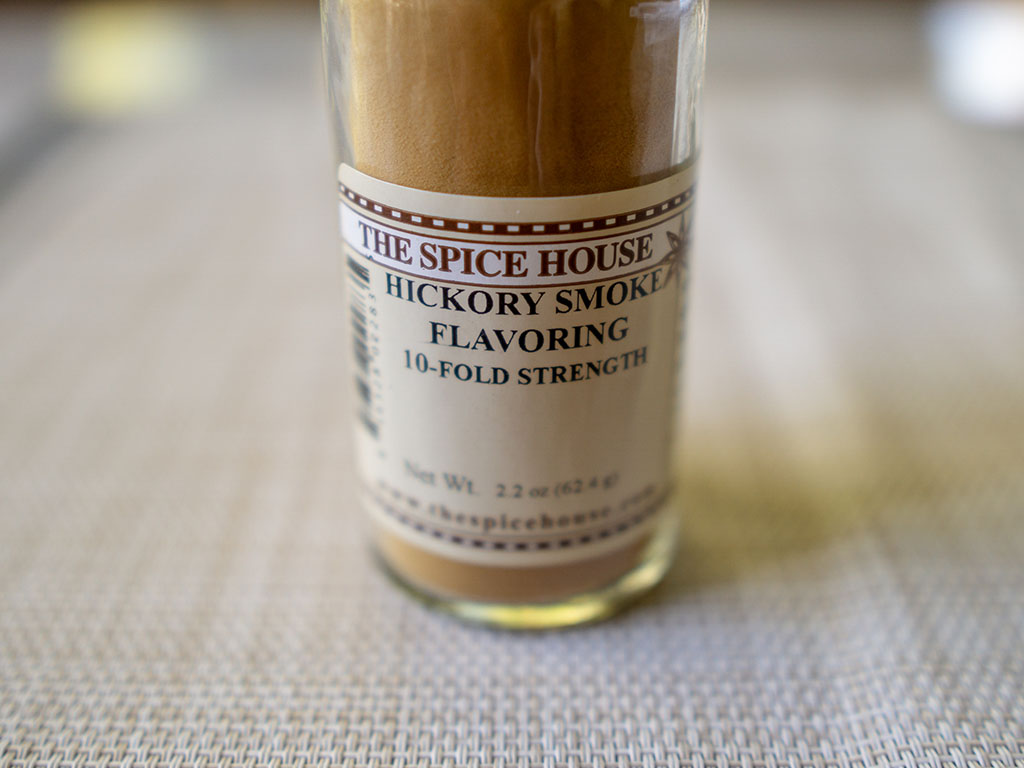 THE SPICE HOUSE
HICKORY SMOKE
FLAVORING
10-FOLD STRENGTH
Net Wt. 2.2 oz (62.4 g)
www.thespicehouse.com